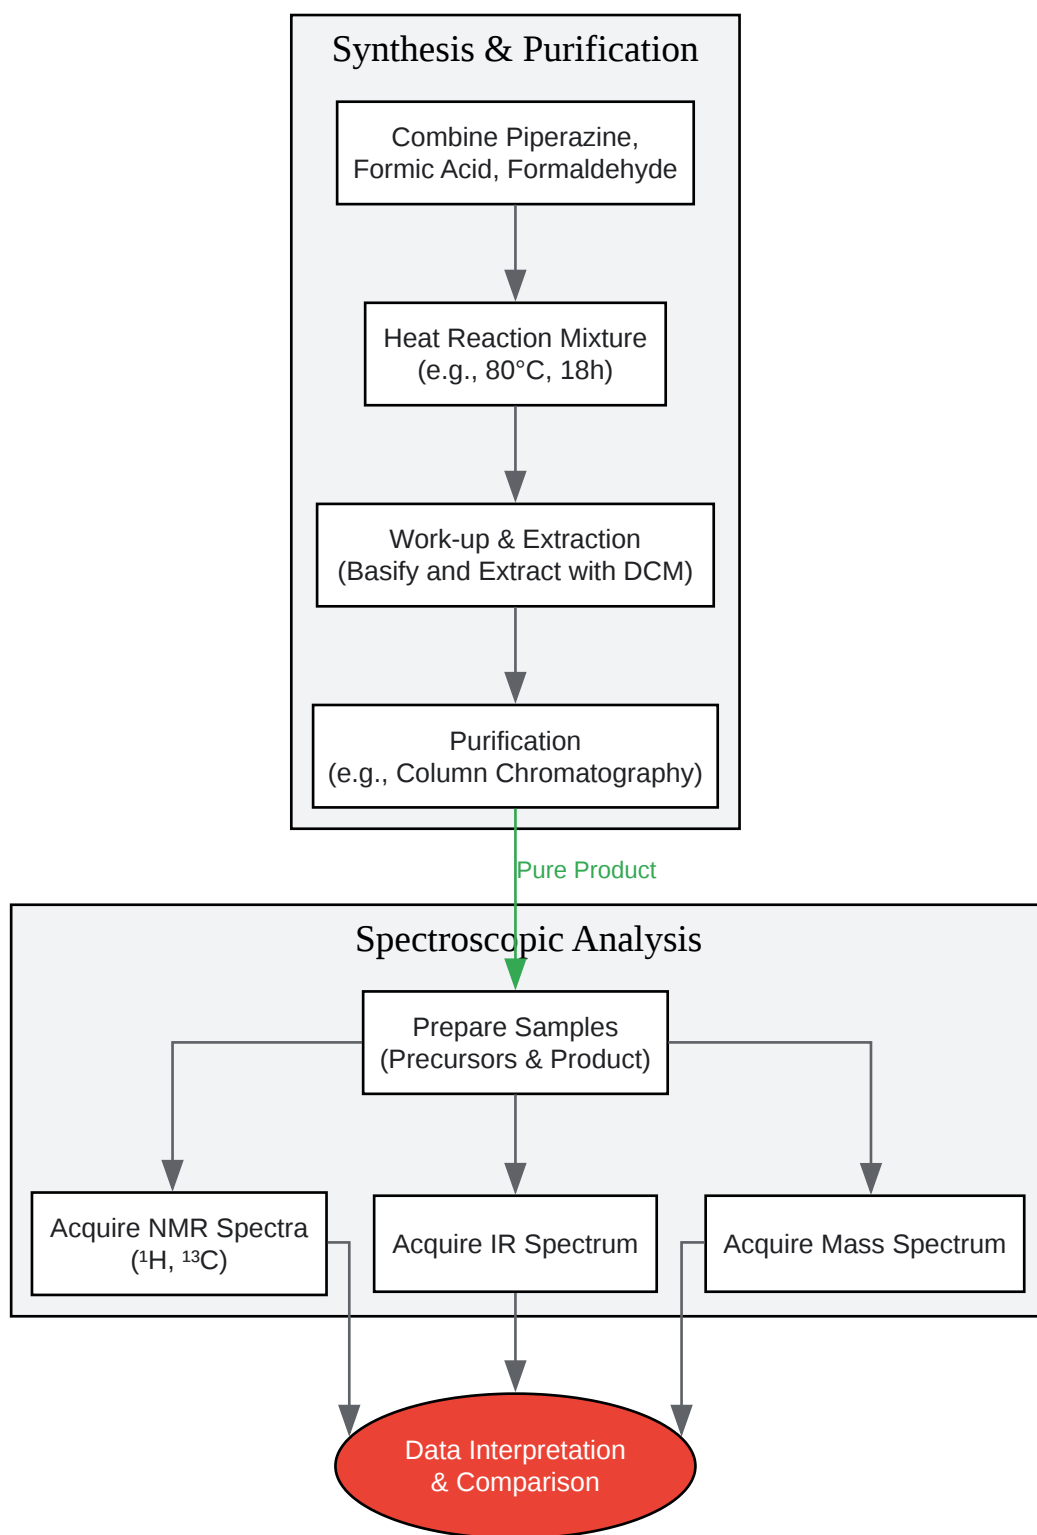 Synthesis & Purification
Combine Piperazine,
Formic Acid, Formaldehyde
Heat Reaction Mixture
(e.g., 80°C, 18h)
Work-up & Extraction
(Basify and Extract with DCM)
Purification
(e.g., Column Chromatography)
Pure Product
Spectroscopic Analysis
Prepare Samples
(Precursors & Product)
Acquire NMR Spectra
(¹H, ¹³C)
Acquire IR Spectrum
Acquire Mass Spectrum
Data Interpretation
& Comparison